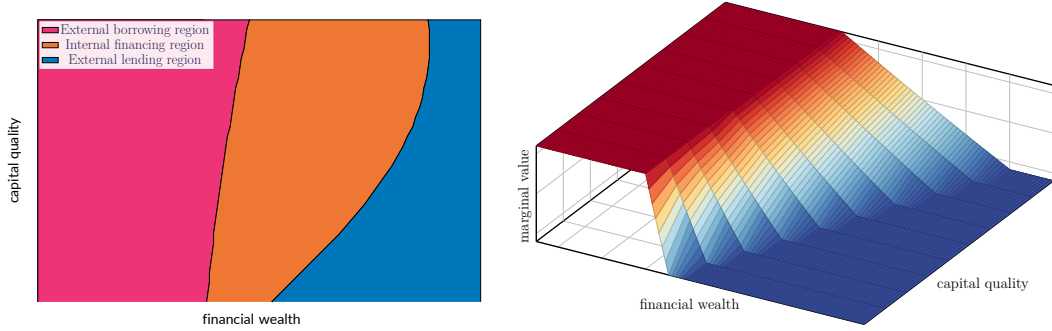 External borrowing region
Internal financing region
External lending region
capital quality
financial wealth
marginal value
financial wealth
capital quality